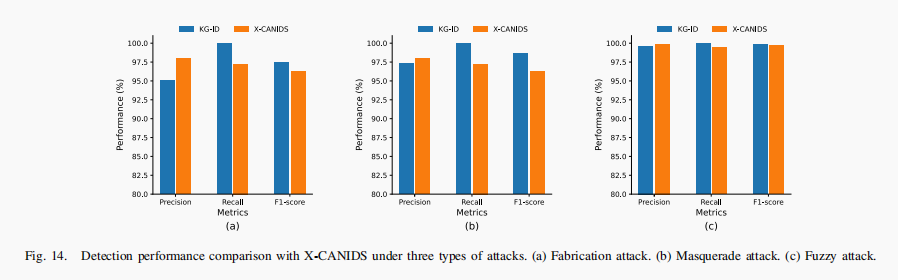 KG-ID X-CANIDS
Performance (%)
100.0
97.5
95.0
92.5
90.0
87.5
85.0
82.5
80.0
Precision Recall F1-score
Metrics
(a)
KG-ID X-CANIDS
Performance (%)
100.0
97.5
95.0
92.5
90.0
87.5
85.0
82.5
80.0
Precision Recall F1-score
Metrics
(b)
KG-ID X-CANIDS
Performance (%)
100.0
97.5
95.0
92.5
90.0
87.5
85.0
82.5
80.0
Precision Recall F1-score
Metrics
(c)
Fig. 14. Detection performance comparison with X-CANIDS under three types of attacks. (a) Fabrication attack. (b) Masquerade attack. (c) Fuzzy attack.